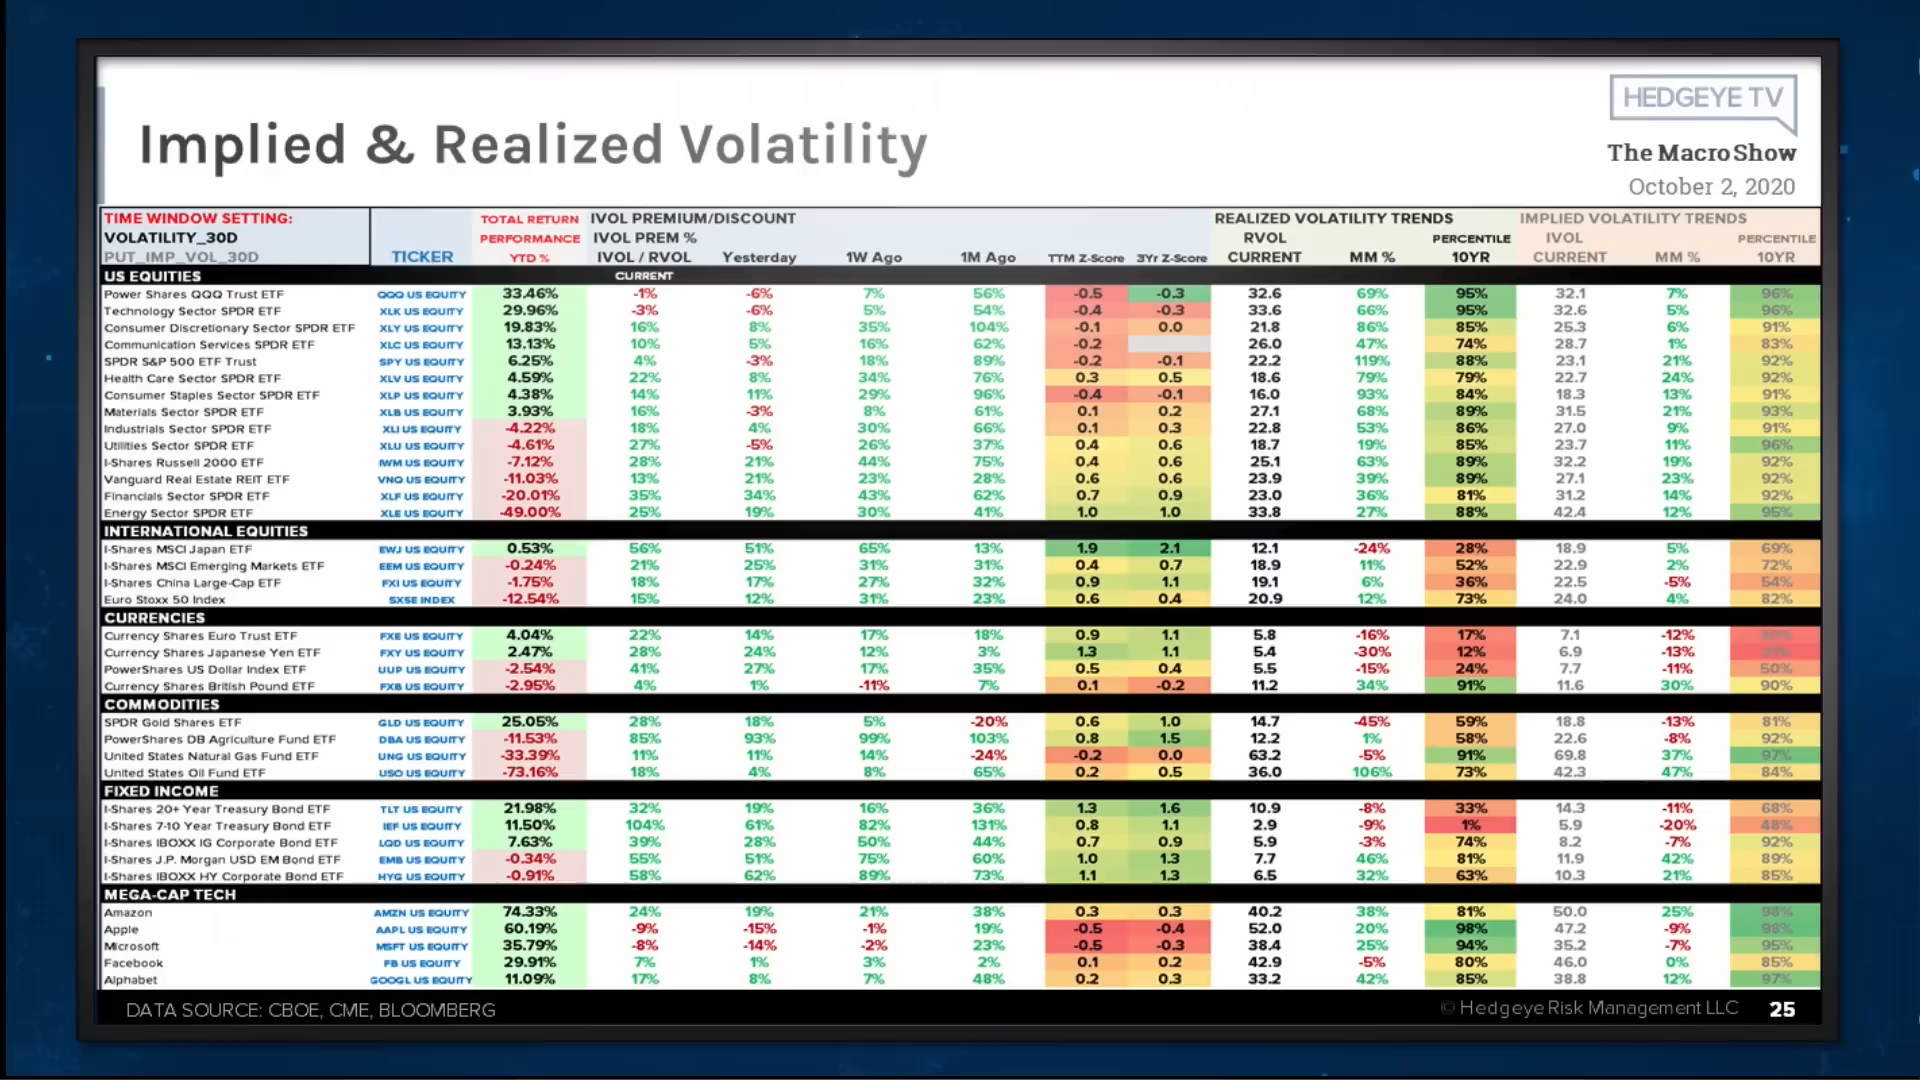 HEDGEYE TV
Implied & Realized Volatility
The Macro Show
October 2, 2020
TIME WINDOW SETTING: TOTAL RETURN IVOL PREMIUM/DISCOUNT REALIZED VOLATILITY TRENDS IMPLIED VOLATILITY TRENDS
VOLATILITY_30D PERFORMANCE IVOL PREM % RVOL PERCENTILE IVOL PERCENTILE
PUT_IMP_VOL_30D TICKER YTD % IVOL / RVOL Yesterday 1W Ago 1M Ago TTM Z-Score 3Yr Z-Score CURRENT MM % 10YR CURRENT MM % 10YR
US EQUITIES CURRENT
Power Shares QQQ Trust ETF QQQ US EQUITY 33.46% -1% -6% 7% 56% -0.5 -0.3 32.6 69% 95% 32.1 7% 96%
Technology Sector SPDR ETF XLK US EQUITY 29.96% -3% -6% 5% 54% -0.4 -0.3 33.6 66% 95% 32.6 5% 96%
Consumer Discretionary Sector SPDR ETF XLY US EQUITY 19.83% 16% 8% 35% 104% -0.1 0.0 21.8 86% 85% 25.3 6% 91%
Communication Services SPDR ETF XLC US EQUITY 13.13% 10% 5% 16% 62% -0.2 26.0 47% 74% 28.7 1% 83%
SPDR S&P 500 ETF Trust SPY US EQUITY 6.25% 4% -3% 18% 89% -0.2 -0.1 22.2 119% 88% 23.1 21% 92%
Health Care Sector SPDR ETF XLV US EQUITY 4.59% 22% 8% 34% 76% 0.3 0.5 18.6 79% 79% 22.7 24% 92%
Consumer Staples Sector SPDR ETF XLP US EQUITY 4.38% 14% 11% 29% 96% -0.4 -0.1 16.0 93% 84% 18.3 13% 91%
Materials Sector SPDR ETF XLB US EQUITY 3.93% 16% -3% 8% 61% 0.1 0.2 27.1 68% 89% 31.5 21% 93%
Industrials Sector SPDR ETF XLI US EQUITY -4.22% 18% 4% 30% 66% 0.1 0.3 22.8 53% 86% 27.0 9% 91%
Utilities Sector SPDR ETF XLU US EQUITY -4.61% 27% -5% 26% 37% 0.4 0.6 18.7 19% 85% 23.7 11% 96%
I-Shares Russell 2000 ETF IWM US EQUITY -7.12% 28% 21% 44% 75% 0.4 0.6 25.1 63% 89% 32.2 19% 92%
Vanguard Real Estate REIT ETF VNQ US EQUITY -11.03% 13% 21% 23% 28% 0.6 0.6 23.9 39% 89% 27.1 23% 92%
Financials Sector SPDR ETF XLF US EQUITY -20.01% 35% 34% 43% 62% 0.7 0.9 23.0 36% 81% 31.2 14% 92%
Energy Sector SPDR ETF XLE US EQUITY -49.00% 25% 19% 30% 41% 1.0 1.0 33.8 27% 88% 42.4 12% 95%
INTERNATIONAL EQUITIES
I-Shares MSCI Japan ETF EWJ US EQUITY 0.53% 56% 51% 65% 13% 1.9 2.1 12.1 -24% 28% 18.9 5% 69%
I-Shares MSCI Emerging Markets ETF EEM US EQUITY -0.24% 21% 25% 31% 31% 0.4 0.7 18.9 11% 52% 22.9 2% 72%
I-Shares China Large-Cap ETF FXI US EQUITY -1.75% 18% 17% 27% 32% 0.9 1.1 19.1 6% 36% 22.5 -5% 54%
Euro Stoxx 50 Index SX5E INDEX -12.54% 15% 12% 31% 23% 0.6 0.4 20.9 12% 73% 24.0 4% 82%
CURRENCIES
Currency Shares Euro Trust ETF FXE US EQUITY 4.04% 22% 14% 17% 18% 0.9 1.1 5.8 -16% 17% 7.1 -12%
Currency Shares Japanese Yen ETF FXY US EQUITY 2.47% 28% 24% 12% 3% 1.3 1.1 5.4 -30% 12% 6.9 -13%
PowerShares US Dollar Index ETF UUP US EQUITY -2.54% 41% 27% 17% 35% 0.5 0.4 5.5 -15% 24% 7.7 -11% 50%
Currency Shares British Pound ETF FXB US EQUITY -2.95% 4% 1% -11% 7% 0.1 -0.2 11.2 34% 91% 11.6 30% 90%
COMMODITIES
SPDR Gold Shares ETF GLD US EQUITY 25.05% 28% 18% 5% -20% 0.6 1.0 14.7 -45% 59% 18.8 -13% 81%
PowerShares DB Agriculture Fund ETF DBA US EQUITY -11.53% 85% 93% 99% 103% 0.8 1.5 12.2 1% 58% 22.6 -8% 92%
United States Natural Gas Fund ETF UNG US EQUITY -33.39% 11% 11% 14% -24% -0.2 0.0 63.2 -5% 91% 69.8 37% 97%
United States Oil Fund ETF USO US EQUITY -73.16% 18% 4% 8% 65% 0.2 0.5 36.0 106% 73% 42.3 47% 84%
FIXED INCOME
I-Shares 20+ Year Treasury Bond ETF TLT US EQUITY 21.98% 32% 19% 16% 36% 1.3 1.6 10.9 -8% 33% 14.3 -11% 68%
I-Shares 7-10 Year Treasury Bond ETF IEF US EQUITY 11.50% 104% 61% 82% 131% 0.8 1.1 2.9 -9% 1% 5.9 -20% 48%
I-Shares IBOXX IG Corporate Bond ETF LQD US EQUITY 7.63% 39% 28% 50% 44% 0.7 0.9 5.9 -3% 74% 8.2 -7% 92%
I-Shares J.P. Morgan USD EM Bond ETF EMB US EQUITY -0.34% 55% 51% 75% 60% 1.0 1.3 7.7 46% 81% 11.9 42% 89%
I-Shares IBOXX HY Corporate Bond ETF HYG US EQUITY -0.91% 58% 62% 89% 73% 1.1 1.3 6.5 32% 63% 10.3 21% 85%
MEGA-CAP TECH
Amazon AMZN US EQUITY 74.33% 24% 19% 21% 38% 0.3 0.3 40.2 38% 81% 50.0 25% 98%
Apple AAPL US EQUITY 60.19% -9% -15% -1% 19% -0.5 -0.4 52.0 20% 98% 47.2 -9% 98%
Microsoft MSFT US EQUITY 35.79% -8% -14% -2% 23% -0.5 -0.3 38.4 25% 94% 35.2 -7% 95%
Facebook FB US EQUITY 29.91% 7% 1% 3% 2% 0.1 0.2 42.9 -5% 80% 46.0 0% 85%
Alphabet GOOGL US EQUITY 11.09% 17% 8% 7% 48% 0.2 0.3 33.2 42% 85% 38.8 12% 97%
DATA SOURCE: CBOE, CME, BLOOMBERG © Hedgeye Risk Management LLC 25